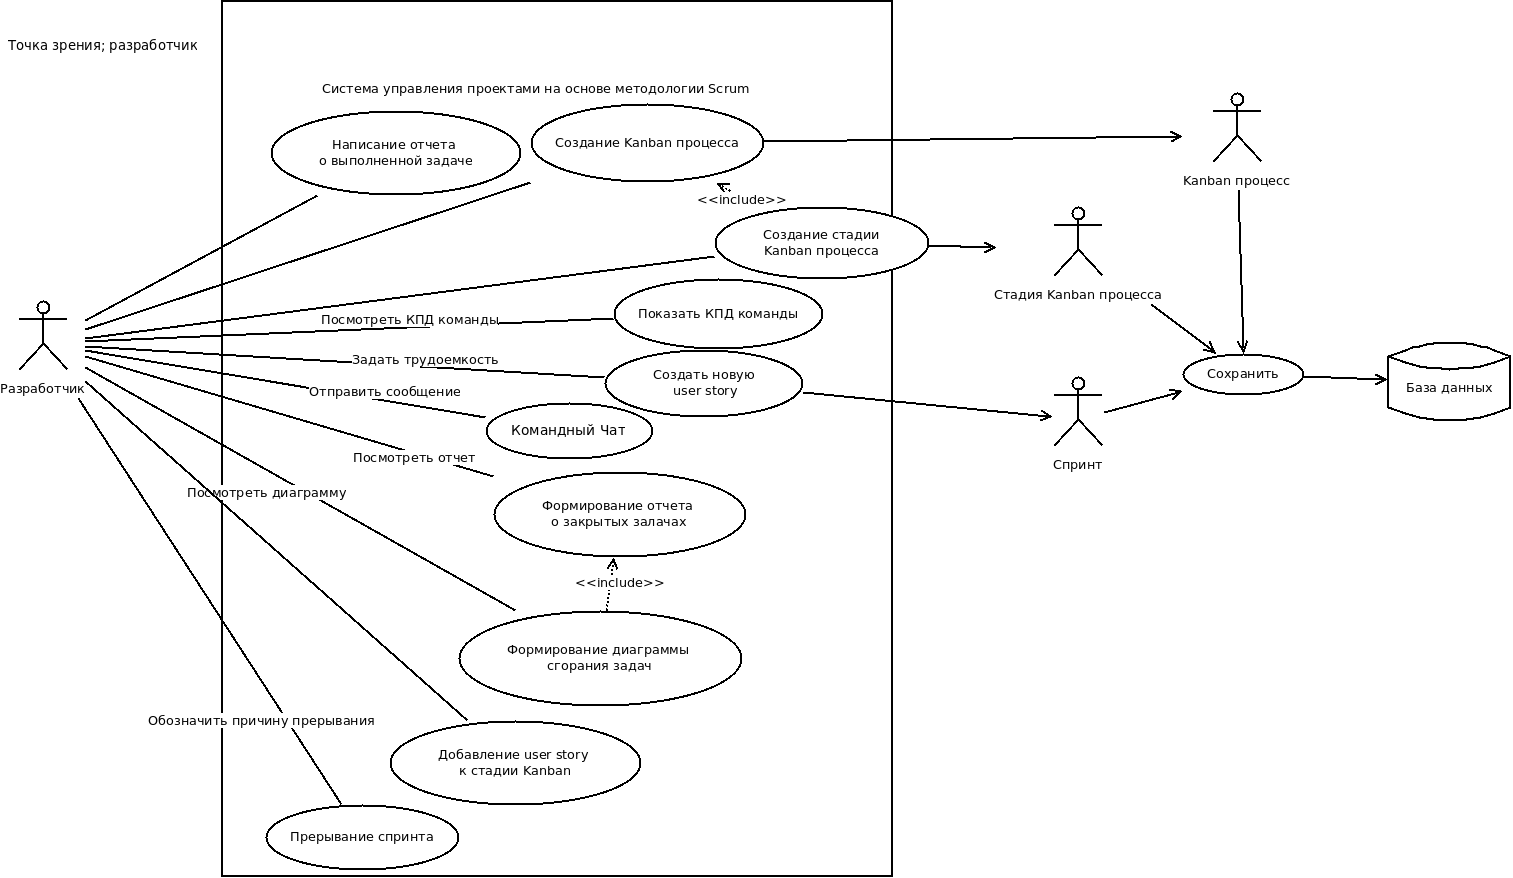 Точка зрения; разработчик
Система управления проектами на основе методологии Scrum
Написание отчета
о выполненной задаче
Создание Kanban процесса
Kanban процесс
<<include>>
Создание стадии
Kanban процесса
Стадия Kanban процесса
Посмотреть КПД команды
Показать КПД команды
Задать трудоемкость
Создать новую
user story
Сохранить
База данных
Разработчик
Отправить сообщение
Командный Чат
Посмотреть отчет
Спринт
Посмотреть диаграмму
Формирование отчета
о закрытых залачах
<<include>>
Формирование диаграммы
сгорания задач
Обозначить причину прерывания
Добавление user story
к стадии Kanban
Прерывание спринта